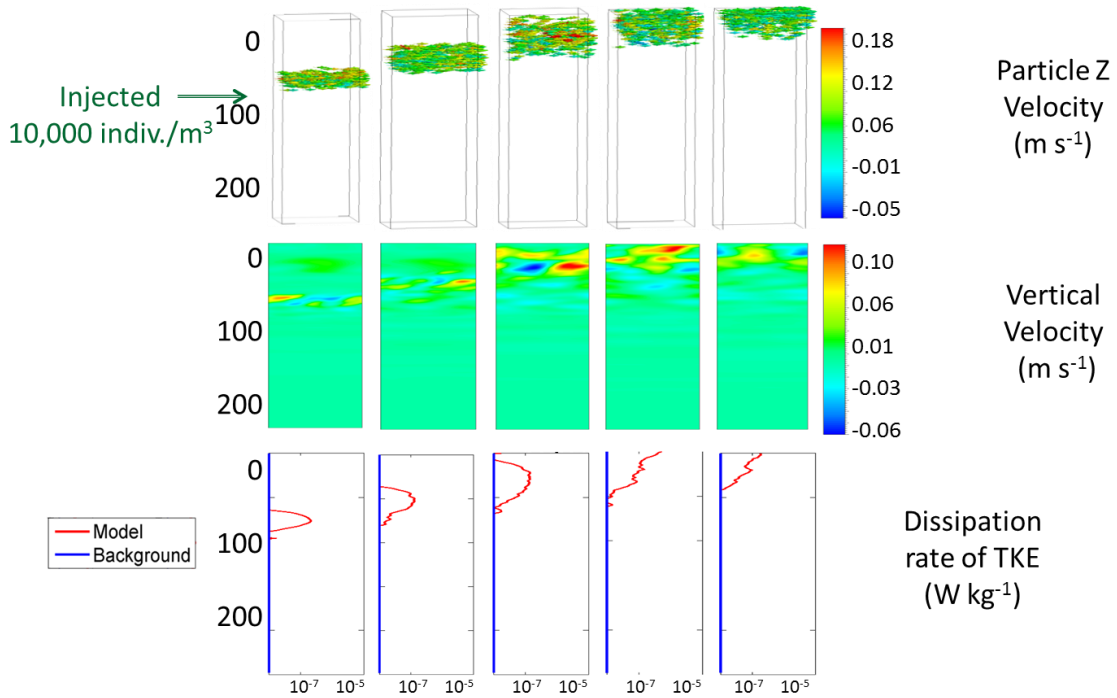 0
100
200
Injected
10,000 indiv./m³
0.18
0.12
0.06
-0.01
-0.05
Particle Z
Velocity
(m s⁻¹)
0
100
200
0.10
0.06
0.01
-0.03
-0.06
Vertical
Velocity
(m s⁻¹)
0
100
200
Model
Background
10⁻⁷ 10⁻⁵ 10⁻⁷ 10⁻⁵ 10⁻⁷ 10⁻⁵ 10⁻⁷ 10⁻⁵ 10⁻⁷ 10⁻⁵
Dissipation
rate of TKE
(W kg⁻¹)